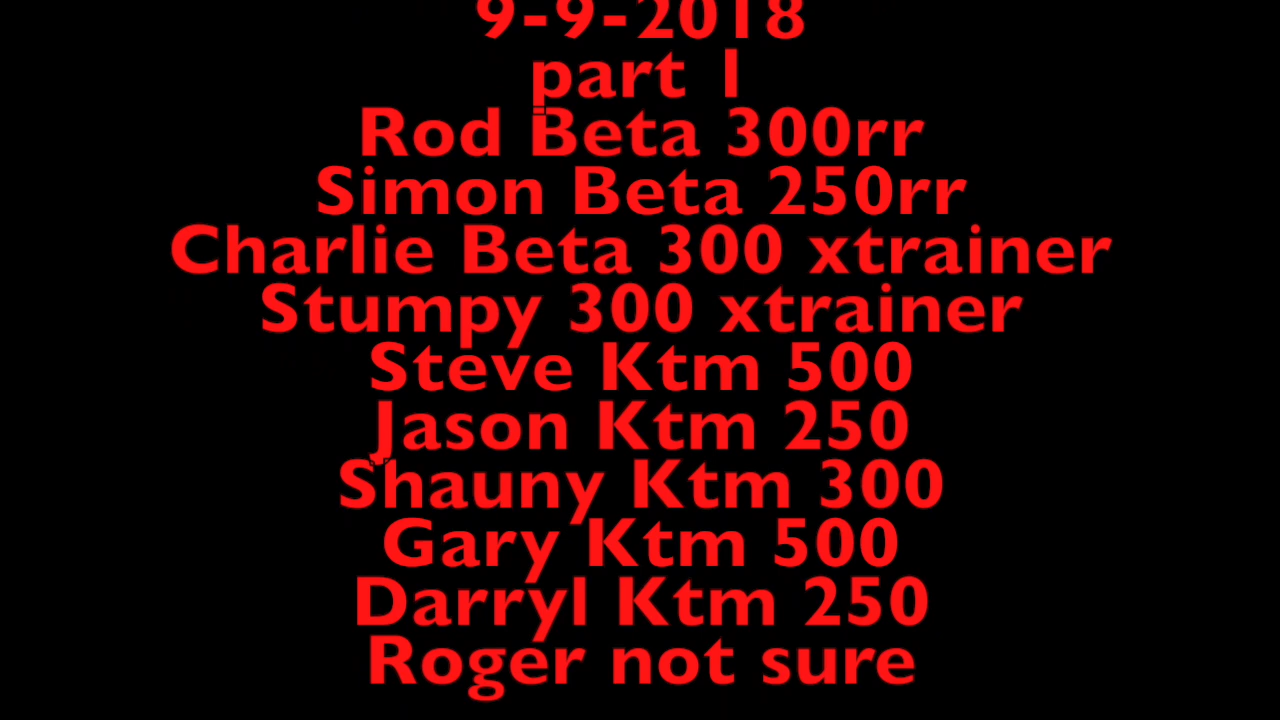 9-9-2018
part 1
Rod Beta 300rr
Simon Beta 250rr
Charlie Beta 300 xtrainer
Stumpy 300 xtrainer
Steve Ktm 500
Jason Ktm 250
Shauny Ktm 300
Gary Ktm 500
Darryl Ktm 250
Roger not sure